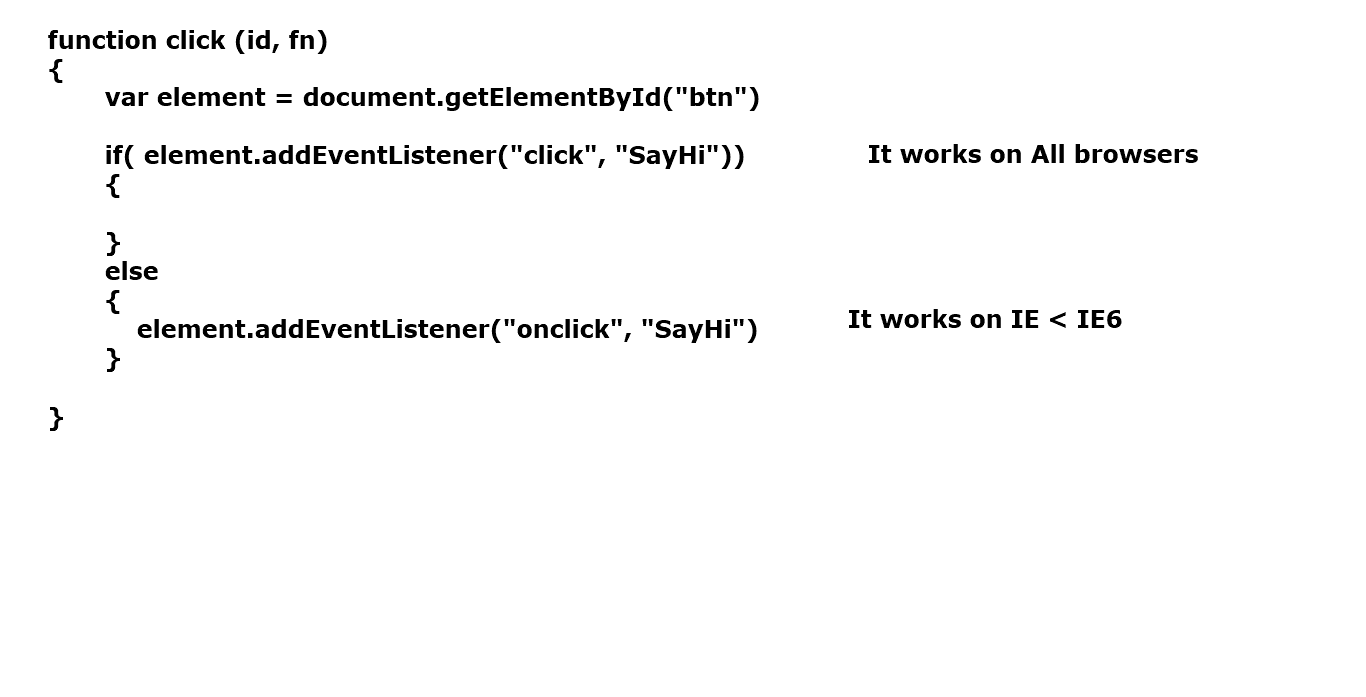 function click (id, fn)
{
var element = document.getElementById("btn")
if( element.addEventListener("click", "SayHi")) It works on All browsers
{
}
else
{
element.addEventListener("onclick", "SayHi") It works on IE < IE6
}
}